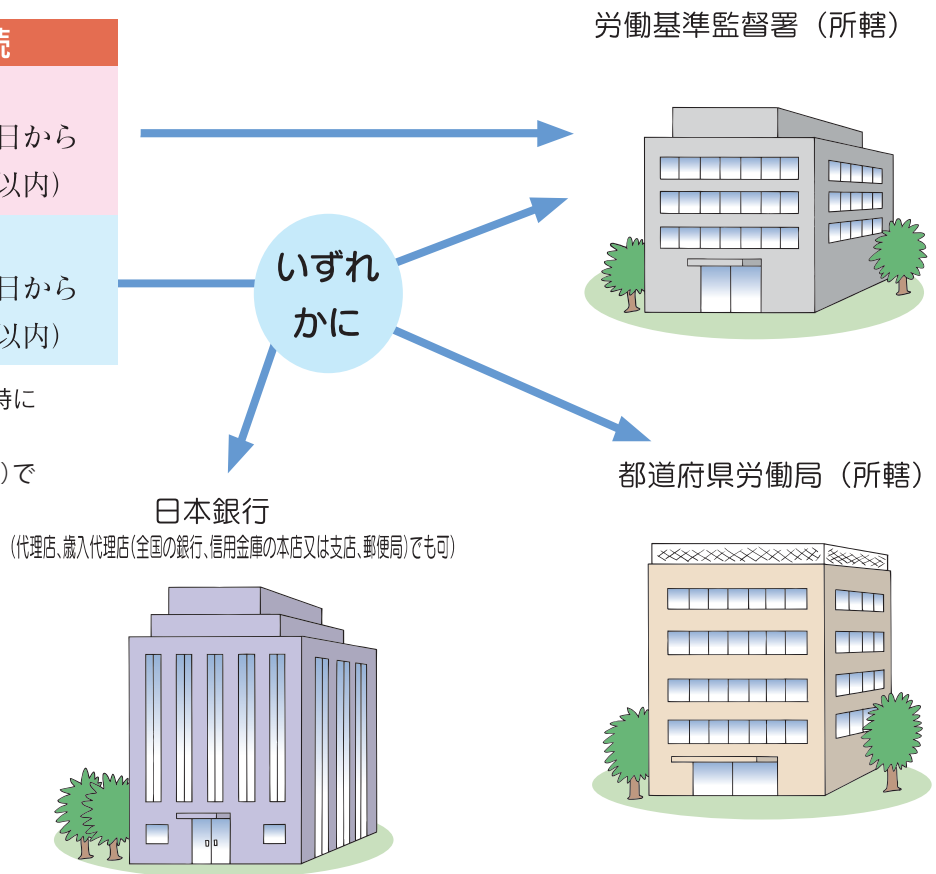 続
日から
以内）
日から
以内）
時に
）で
いずれ
かに
労働基準監督署（所轄）
都道府県労働局（所轄）
日本銀行
（代理店、歳入代理店（全国の銀行、信用金庫の本店又は支店、郵便局）でも可）